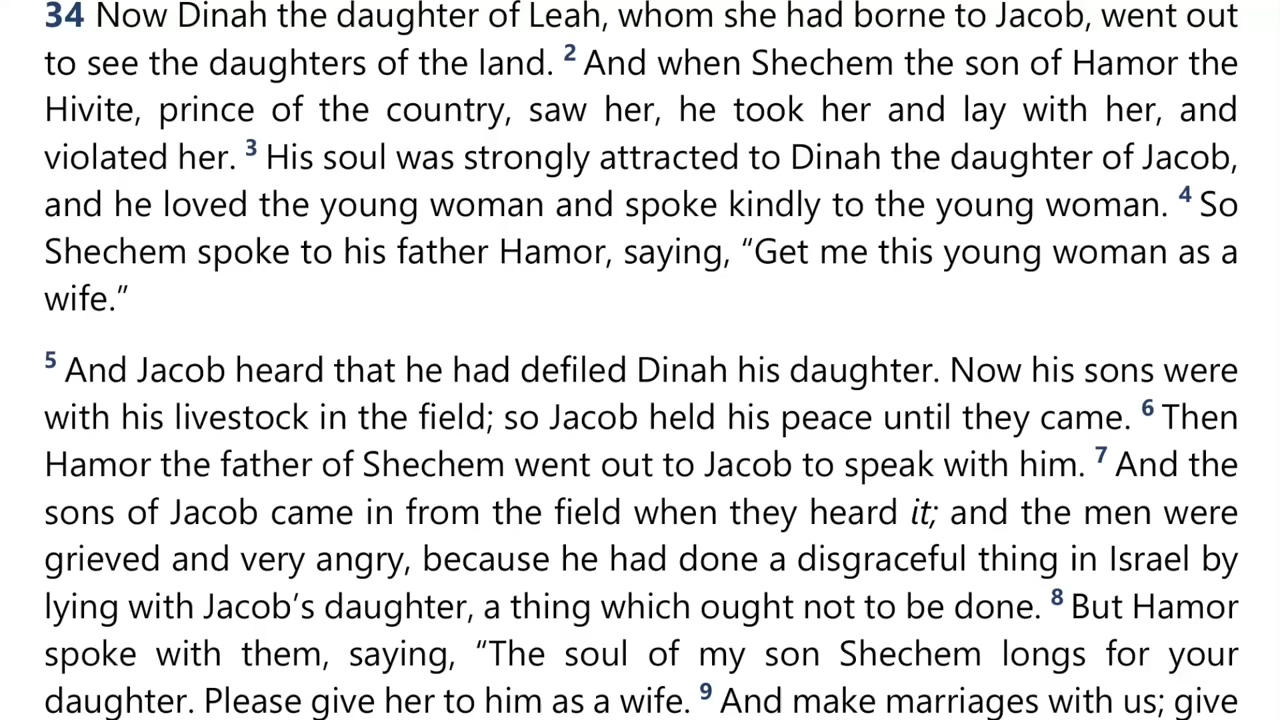 34 Now Dinah the daughter of Leah, whom she had borne to Jacob, went out
to see the daughters of the land. 2 And when Shechem the son of Hamor the
Hivite, prince of the country, saw her, he took her and lay with her, and
violated her. 3 His soul was strongly attracted to Dinah the daughter of Jacob,
and he loved the young woman and spoke kindly to the young woman. 4 So
Shechem spoke to his father Hamor, saying, “Get me this young woman as a
wife.”
5 And Jacob heard that he had defiled Dinah his daughter. Now his sons were
with his livestock in the field; so Jacob held his peace until they came. 6 Then
Hamor the father of Shechem went out to Jacob to speak with him. 7 And the
sons of Jacob came in from the field when they heard it; and the men were
grieved and very angry, because he had done a disgraceful thing in Israel by
lying with Jacob’s daughter, a thing which ought not to be done. 8 But Hamor
spoke with them, saying, “The soul of my son Shechem longs for your
daughter. Please give her to him as a wife. 9 And make marriages with us; give